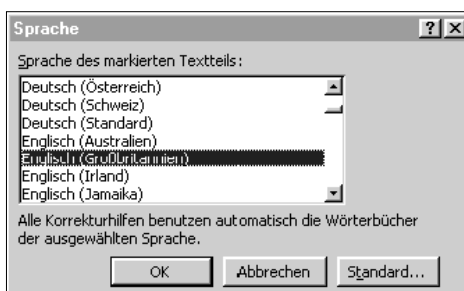 Sprache
Sprache des markierten Textteils:
Deutsch (Österreich)
Deutsch (Schweiz)
Deutsch (Standard)
Englisch (Australien)
Englisch (Großbritannien)
Englisch (Irland)
Englisch (Jamaika)
Alle Korrekturhilfen benutzen automatisch die Wörterbücher
der ausgewählten Sprache.
OK Abbrechen Standard...